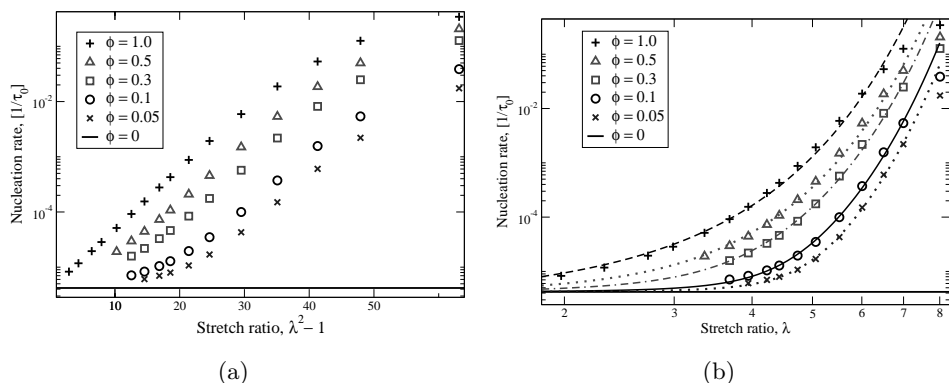 Nucleation rate, [1/τ₀]
ϕ = 1.0
ϕ = 0.5
ϕ = 0.3
ϕ = 0.1
ϕ = 0.05
ϕ = 0
10⁻²
10⁻⁴
10 20 30 40 50
Stretch ratio, λ² − 1
(a)
Nucleation rate, [1/τ₀]
ϕ = 1.0
ϕ = 0.5
ϕ = 0.3
ϕ = 0.1
ϕ = 0.05
ϕ = 0
10⁻²
10⁻⁴
2 3 4 5 6 7 8
Stretch ratio, λ
(b)